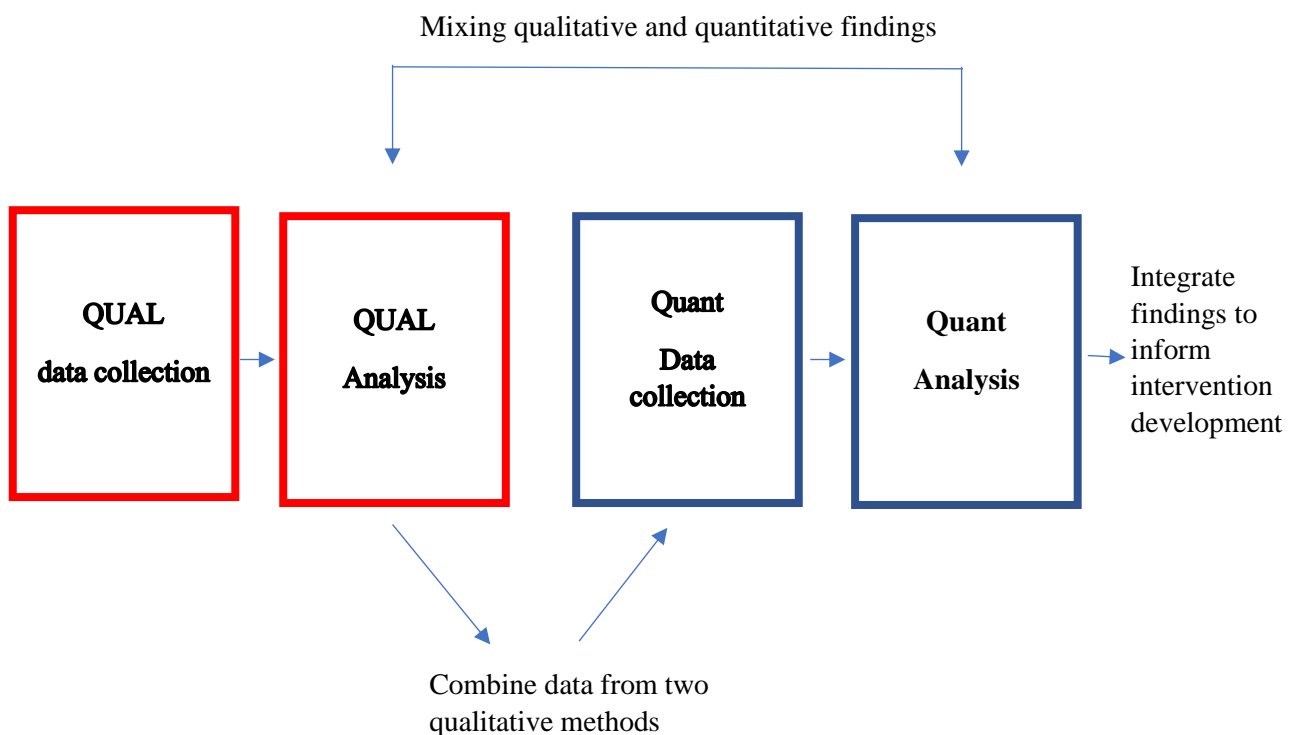 Mixing qualitative and quantitative findings
QUAL
data collection
QUAL
Analysis
Quant
Data
collection
Quant
Analysis
Integrate
findings to
inform
intervention
development
Combine data from two
qualitative methods